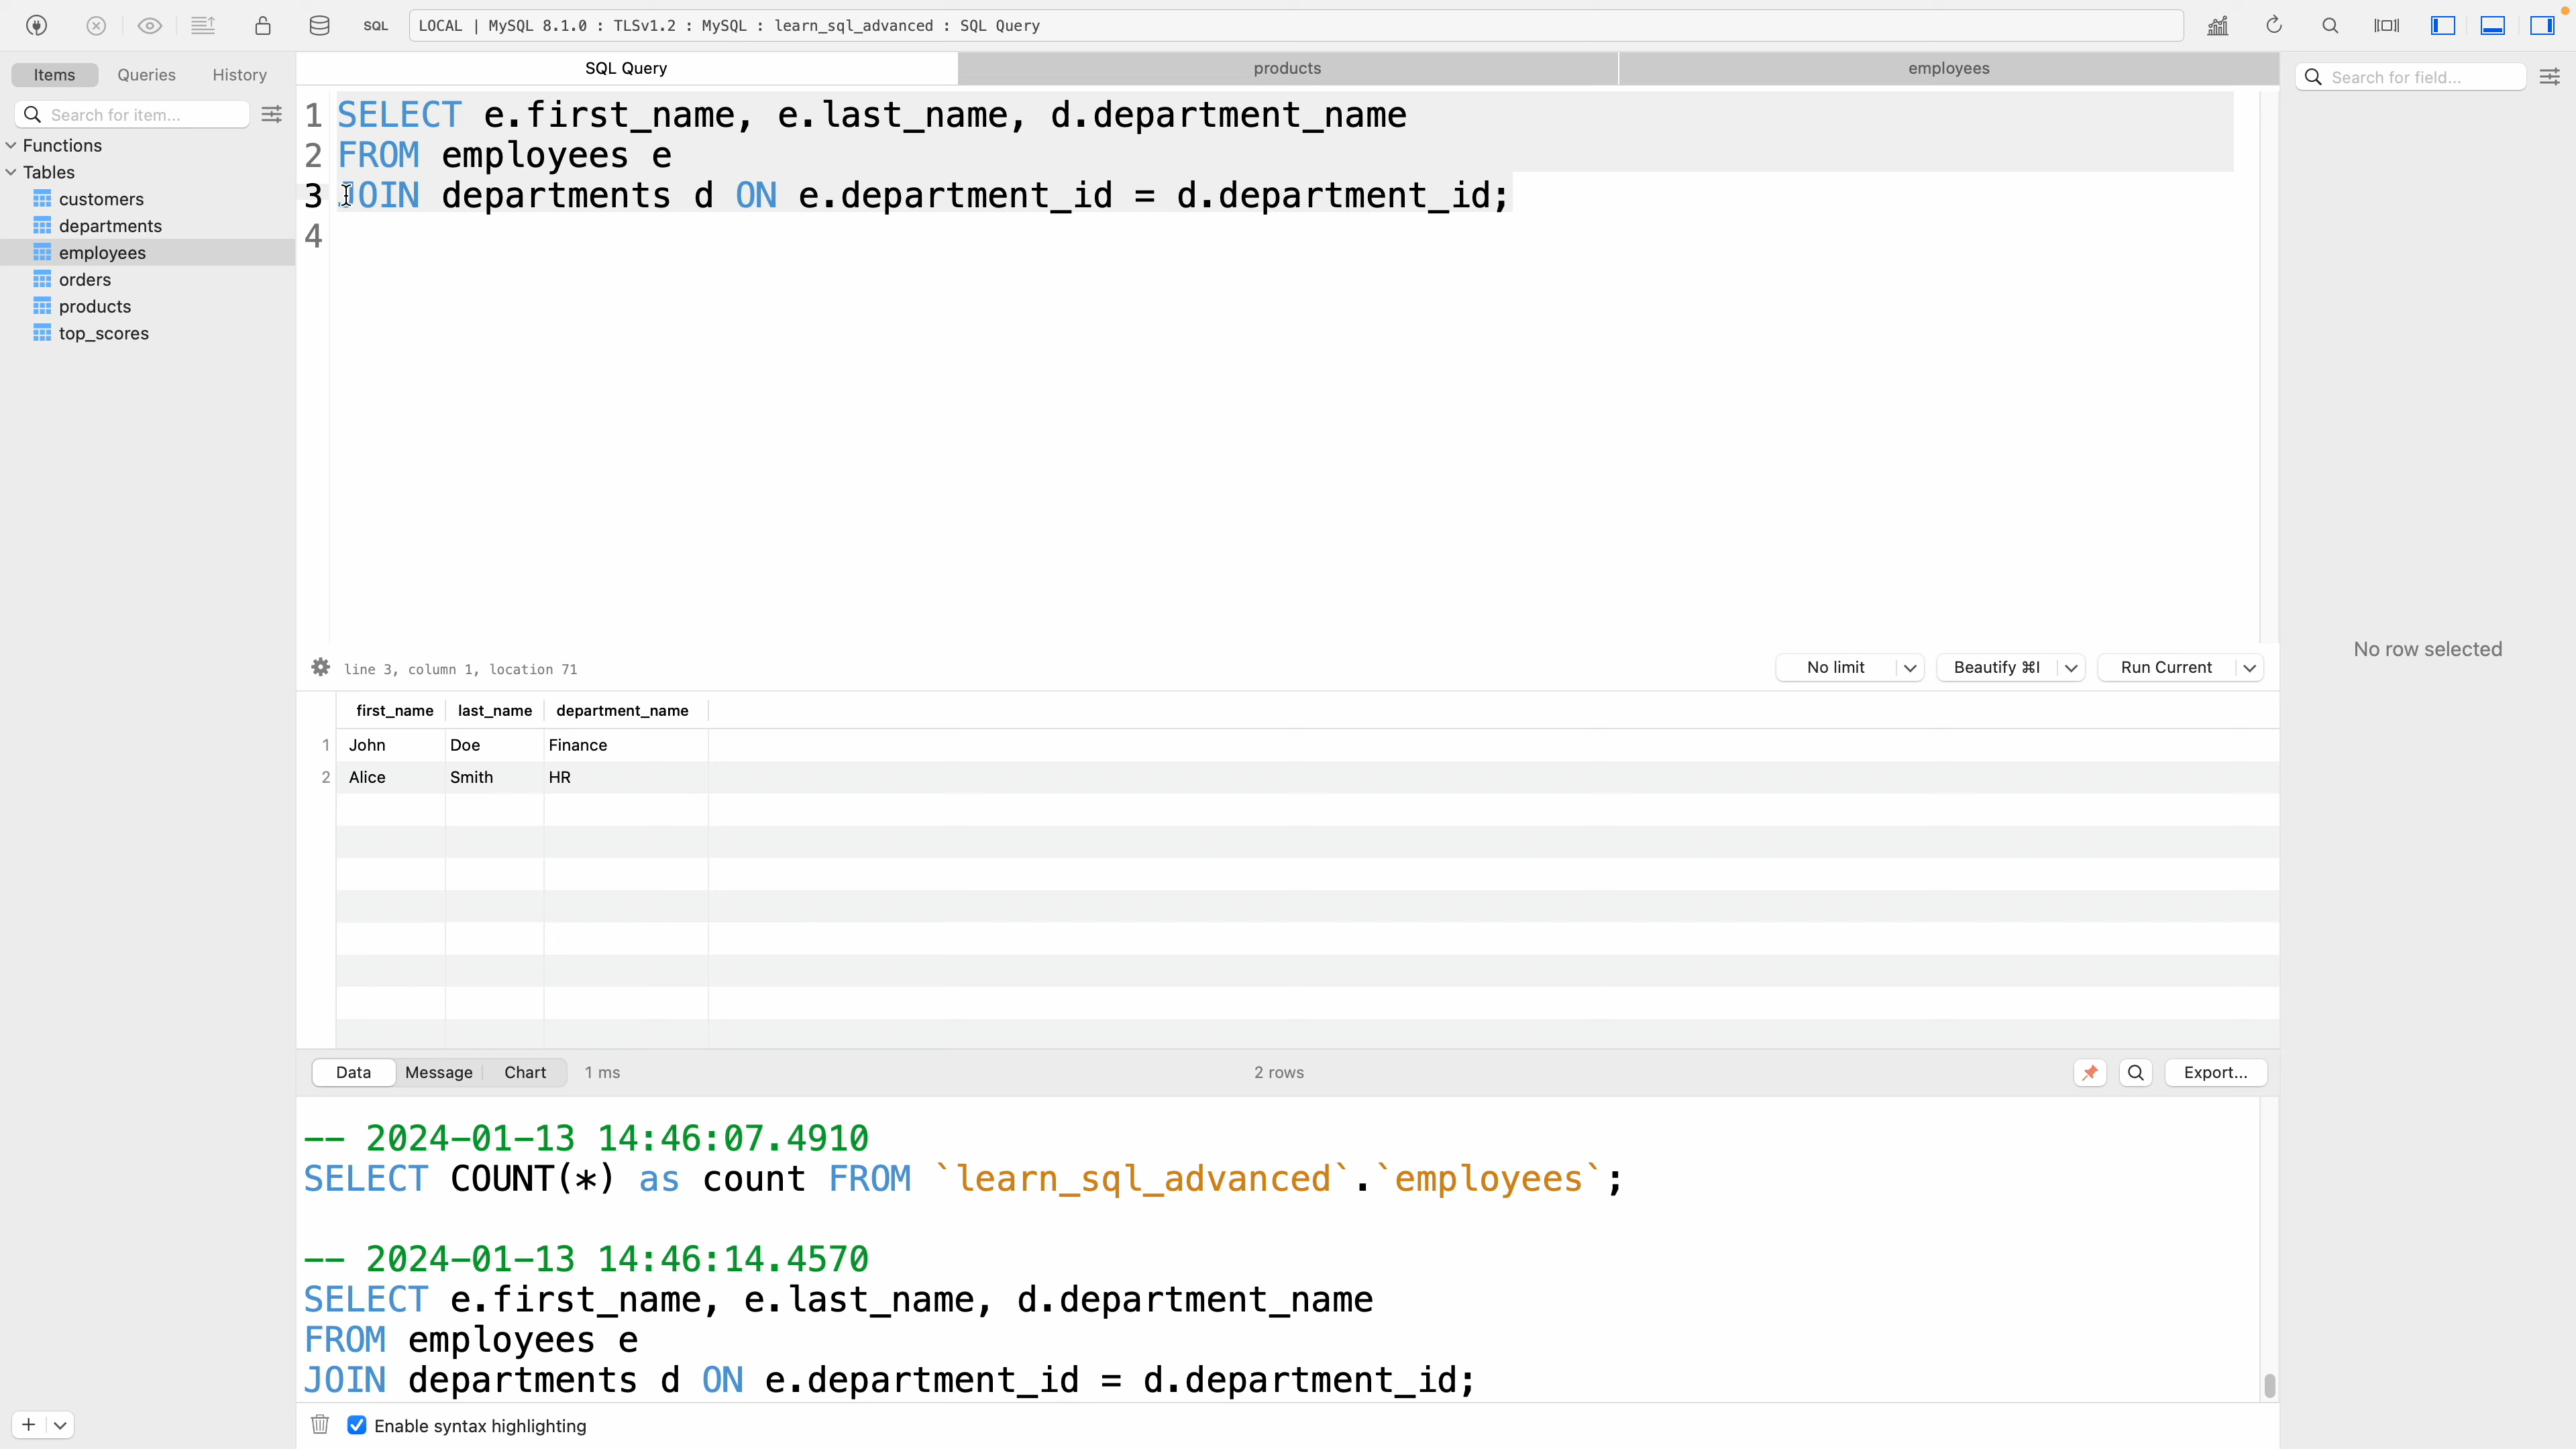 SQL LOCAL | MySQL 8.1.0 : TLSv1.2 : MySQL : learn_sql_advanced : SQL Query
Items Queries History
SQL Query products employees
Search for field...
Search for item...
Functions
Tables
customers
departments
employees
orders
products
top_scores
1 SELECT e.first_name, e.last_name, d.department_name
2 FROM employees e
3 JOIN departments d ON e.department_id = d.department_id;
4
No row selected
line 3, column 1, location 71
No limit Beautify ⌘I Run Current
first_name last_name department_name
1 John Doe Finance
2 Alice Smith HR
Data Message Chart 1 ms 2 rows Export...
-- 2024-01-13 14:46:07.4910
SELECT COUNT(*) as count FROM `learn_sql_advanced`.`employees`;
-- 2024-01-13 14:46:14.4570
SELECT e.first_name, e.last_name, d.department_name
FROM employees e
JOIN departments d ON e.department_id = d.department_id;
Enable syntax highlighting